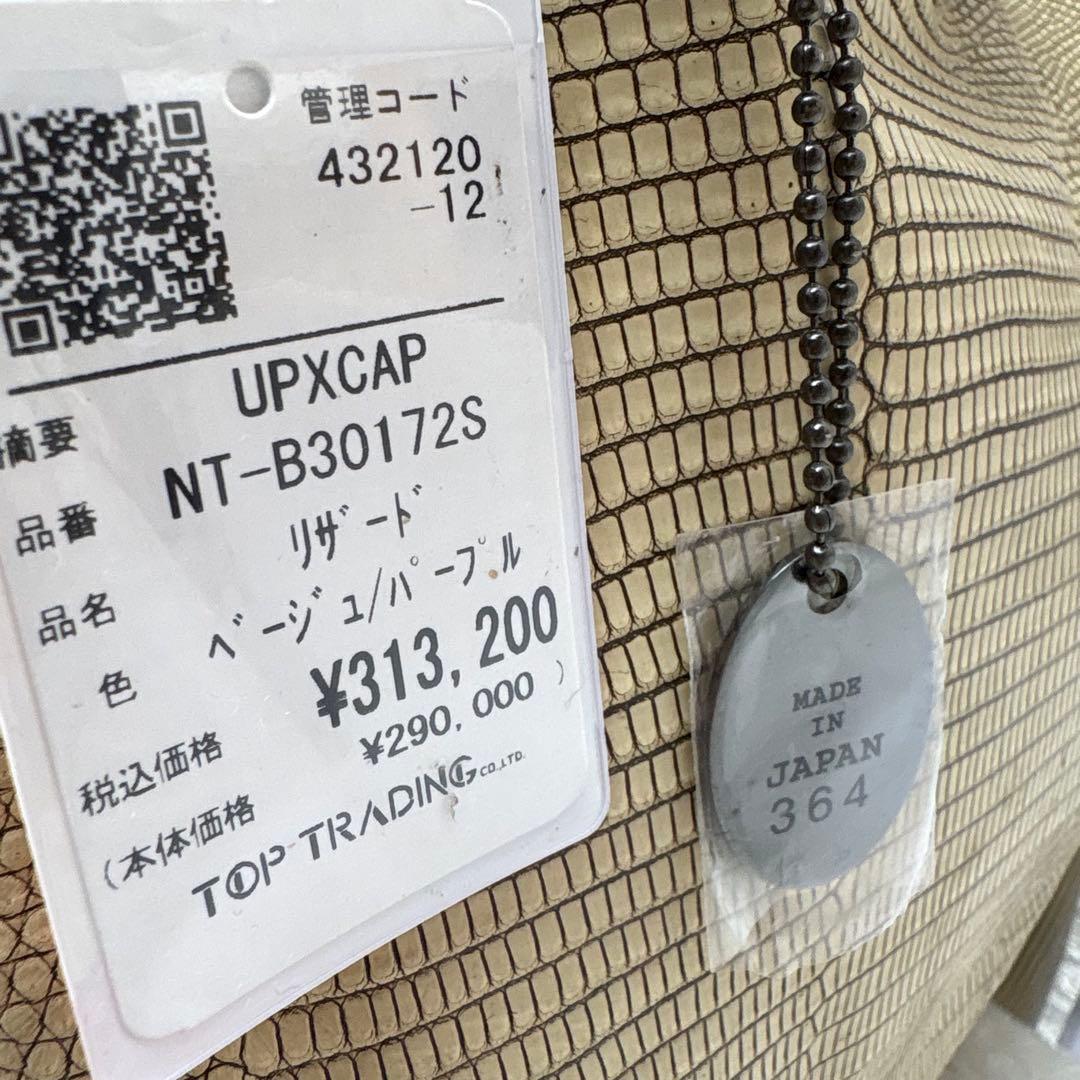 管理コード
432120
-12
摘要 UPXCAP
品番 NT-B30172S
品名 リザード
色 ベージュ/パープル
税込価格 ¥313,200
(本体価格 ¥290,000 )
TOP TRADING CO.,LTD.
MADE
IN
JAPAN
364